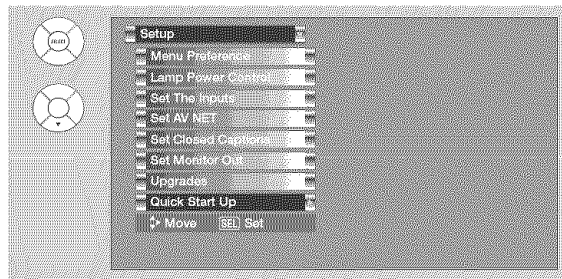 SELECT
Setup
Menu Preference
Lamp Power Control
Set The Inputs
Set AV NET
Set Closed Captions
Set Monitor Out
Upgrades
Quick Start Up
Move SEL Set